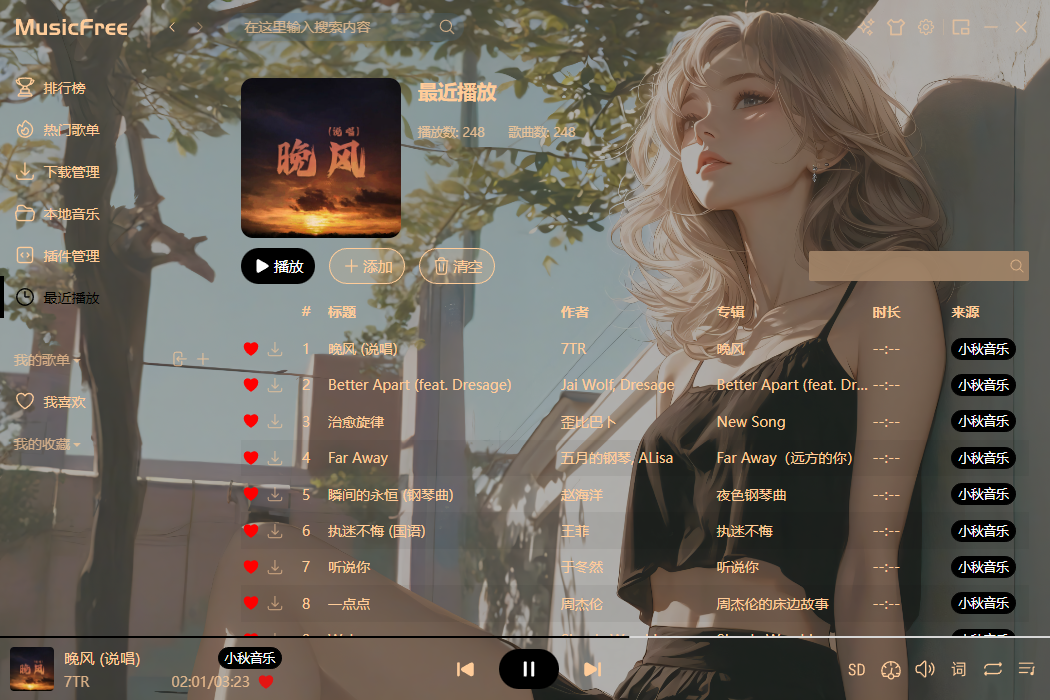 MusicFree
在这里输入搜索内容
排行榜
热门歌单
下载管理
本地音乐
插件管理
最近播放
我的歌单
我喜欢
我的收藏
(说唱)
晚风
最近播放
播放数: 248 歌曲数: 248
播放 添加 清空
# 标题 作者 专辑 时长 来源
1 晚风 (说唱) 7TR 晚风 --:-- 小秋音乐
2 Better Apart (feat. Dresage) Jai Wolf, Dresage Better Apart (feat. Dr... --:-- 小秋音乐
3 治愈旋律 歪比巴卜 New Song --:-- 小秋音乐
4 Far Away 五月的钢琴, ALisa Far Away（远方的你） --:-- 小秋音乐
5 瞬间的永恒 (钢琴曲) 赵海洋 夜色钢琴曲 --:-- 小秋音乐
6 执迷不悔 (国语) 王菲 执迷不悔 --:-- 小秋音乐
7 听说你 于冬然 听说你 --:-- 小秋音乐
8 一点点 周杰伦 周杰伦的床边故事 --:-- 小秋音乐
晚风
晚风 (说唱) 小秋音乐
7TR 02:01/03:23
SD 词